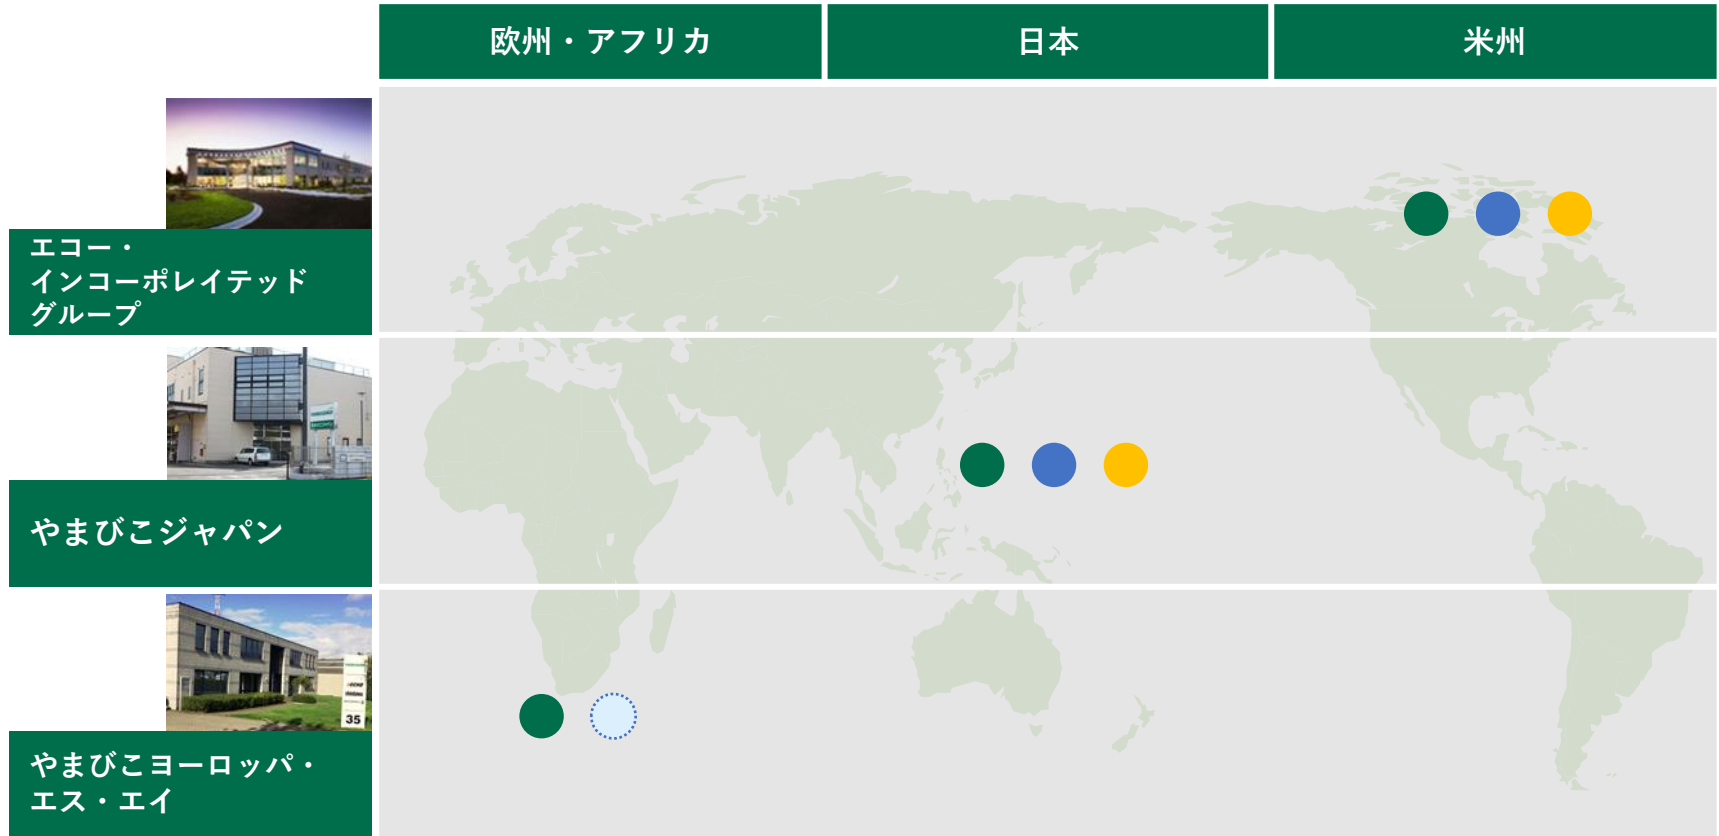 欧州・アフリカ
日本
米州
エコー・
インコーポレイテッド
グループ
やまびこジャパン
やまびこヨーロッパ・
エス・エイ
35